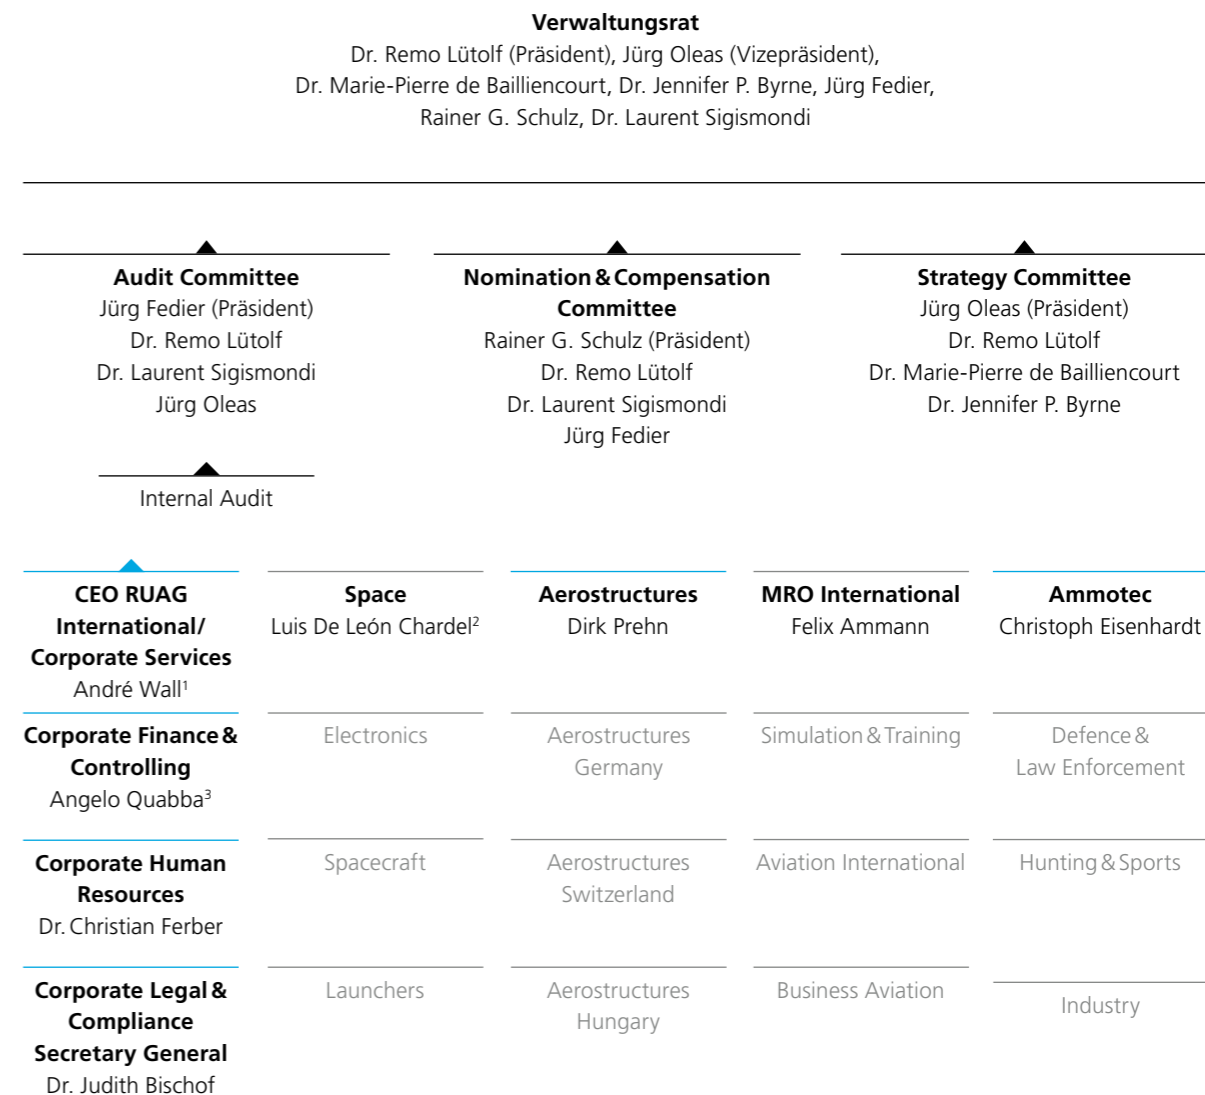 Verwaltungsrat
Dr. Remo Lütolf (Präsident), Jürg Oleas (Vizepräsident),
Dr. Marie-Pierre de Bailliencourt, Dr. Jennifer P. Byrne, Jürg Fedier,
Rainer G. Schulz, Dr. Laurent Sigismondi
Audit Committee
Jürg Fedier (Präsident)
Dr. Remo Lütolf
Dr. Laurent Sigismondi
Jürg Oleas
Internal Audit
Nomination & Compensation
Committee
Rainer G. Schulz (Präsident)
Dr. Remo Lütolf
Dr. Laurent Sigismondi
Jürg Fedier
Strategy Committee
Jürg Oleas (Präsident)
Dr. Remo Lütolf
Dr. Marie-Pierre de Bailliencourt
Dr. Jennifer P. Byrne
CEO RUAG
International/
Corporate Services
André Wall¹
Corporate Finance &
Controlling
Angelo Quabba³
Corporate Human
Resources
Dr. Christian Ferber
Corporate Legal &
Compliance
Secretary General
Dr. Judith Bischof
Space
Luis De León Chardel²
Electronics
Spacecraft
Launchers
Aerostructures
Dirk Prehn
Aerostructures
Germany
Aerostructures
Switzerland
Aerostructures
Hungary
MRO International
Felix Ammann
Simulation & Training
Aviation International
Business Aviation
Ammotec
Christoph Eisenhardt
Defence &
Law Enforcement
Hunting & Sports
Industry